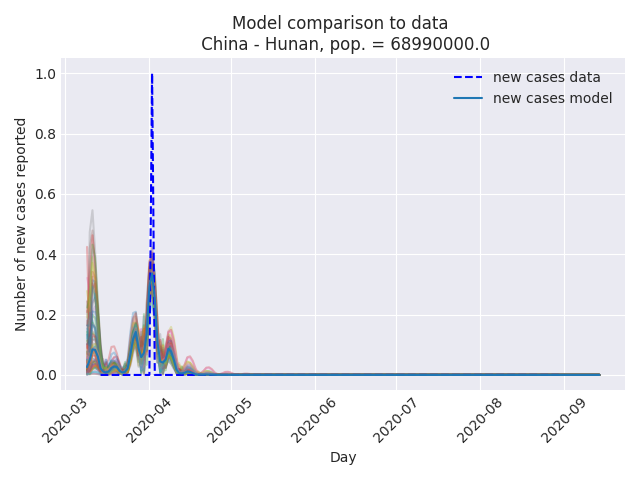 Model comparison to data
China - Hunan, pop. = 68990000.0
new cases data
new cases model
Number of new cases reported
1.0
0.8
0.6
0.4
0.2
0.0
2020-03
2020-04
2020-05
2020-06
2020-07
2020-08
2020-09
Day